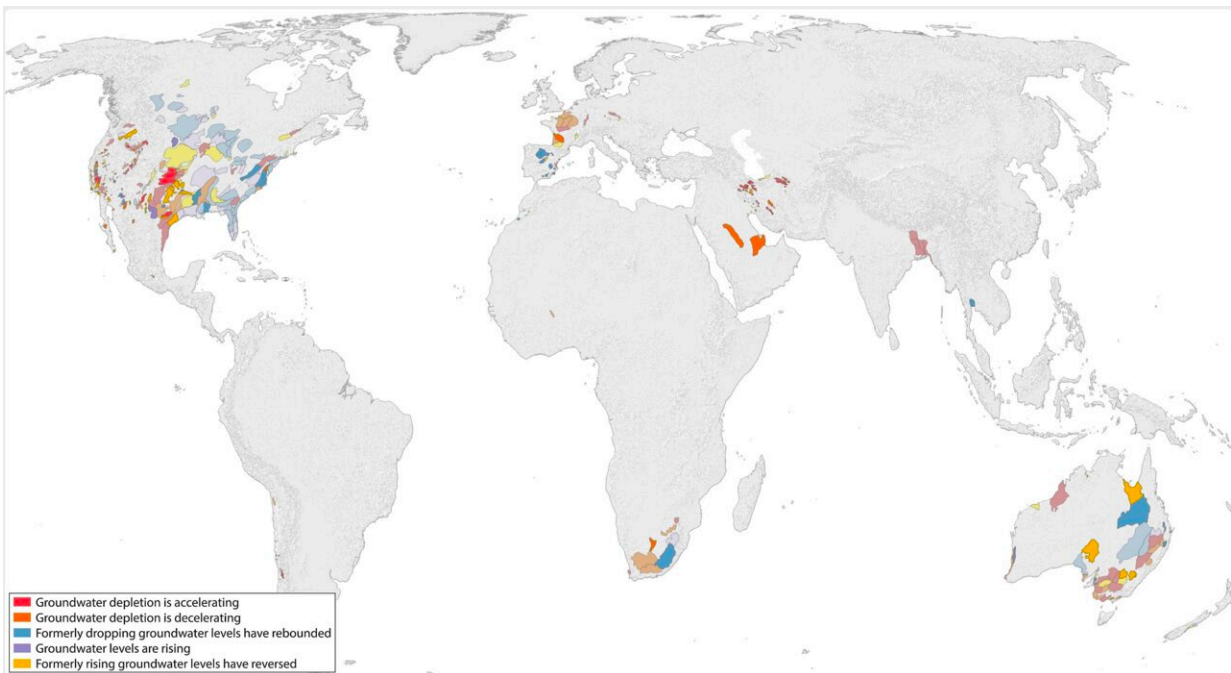 Groundwater depletion is accelerating
Groundwater depletion is decelerating
Formerly dropping groundwater levels have rebounded
Groundwater levels are rising
Formerly rising groundwater levels have reversed